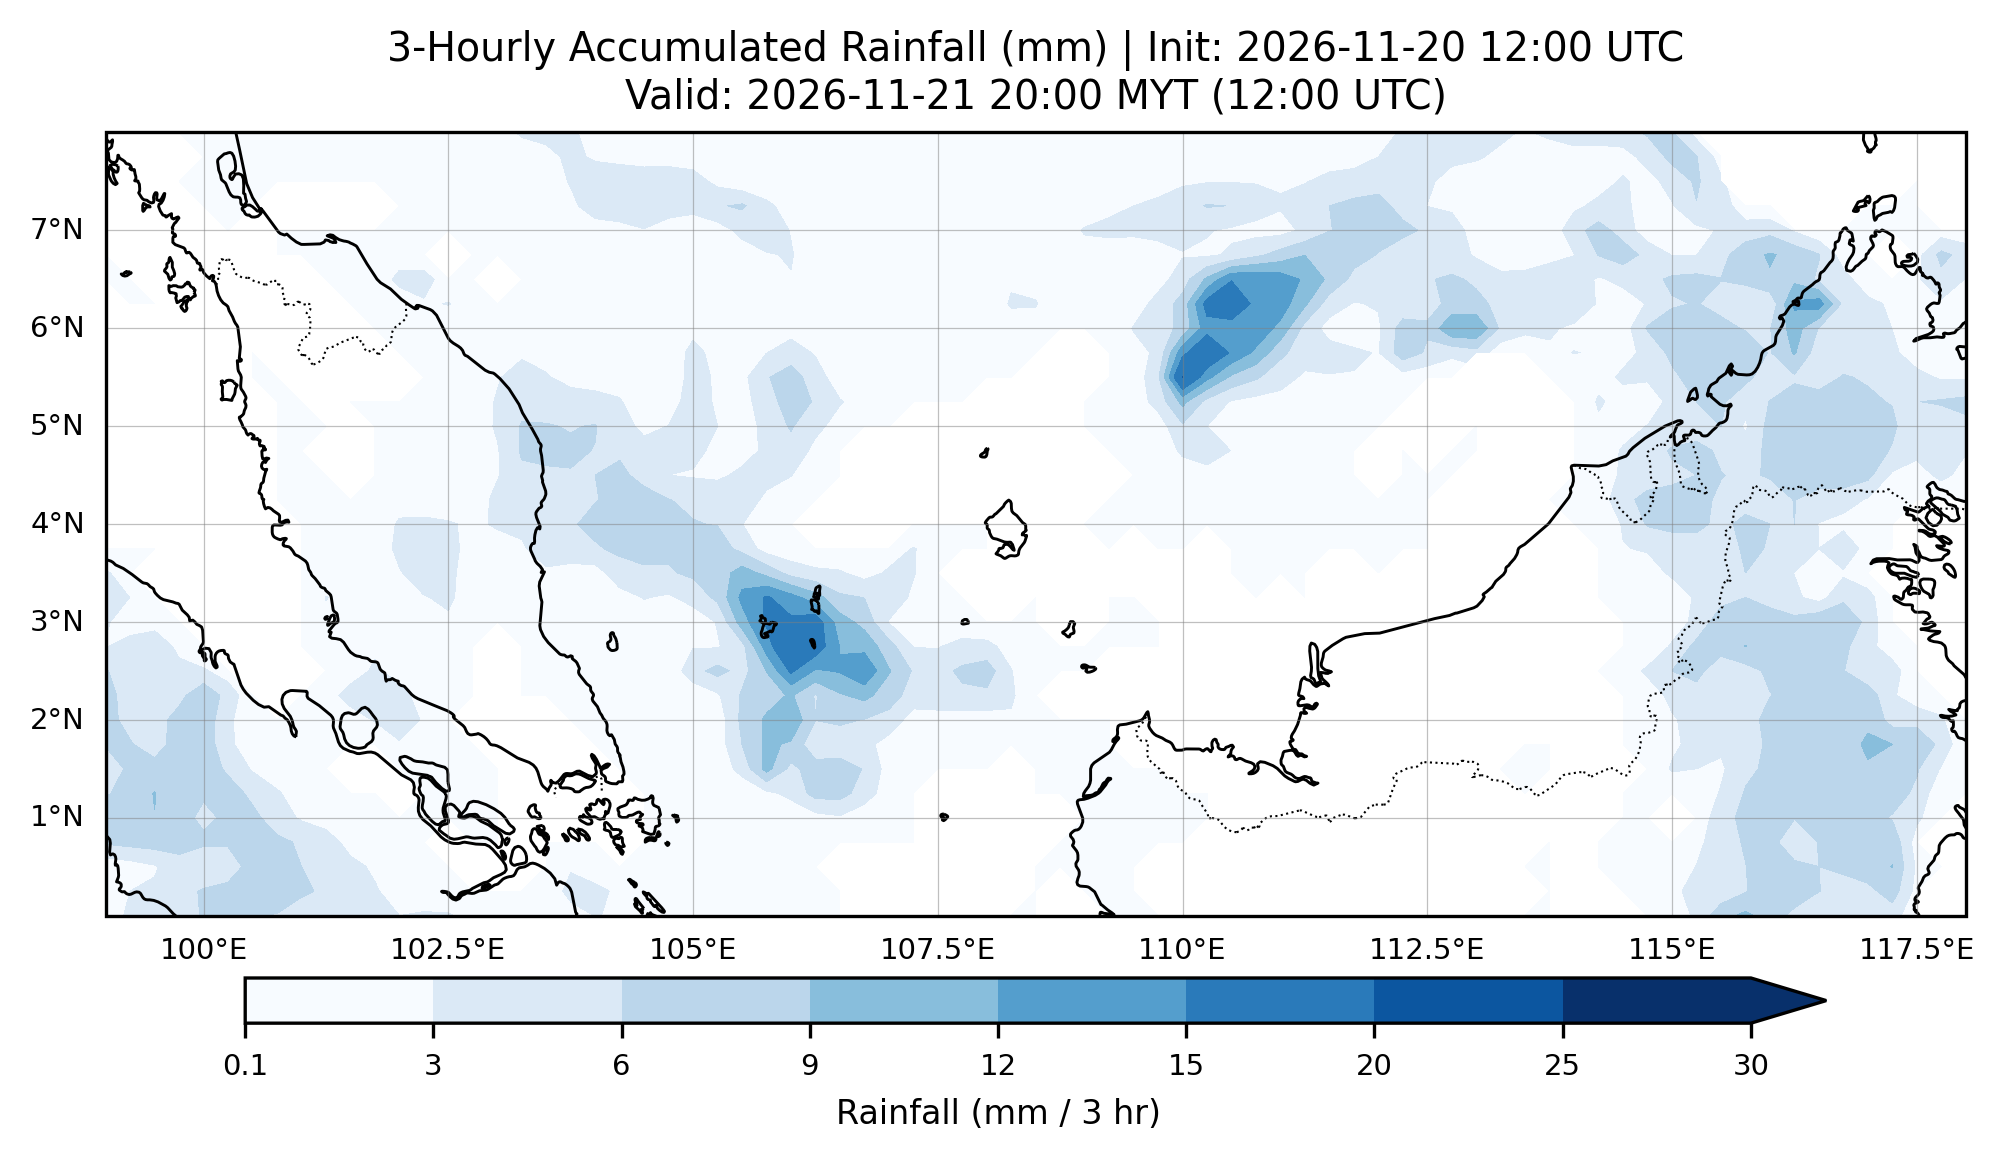 3-Hourly Accumulated Rainfall (mm) | Init: 2026-11-20 12:00 UTC
Valid: 2026-11-21 20:00 MYT (12:00 UTC)
7°N
6°N
5°N
4°N
3°N
2°N
1°N
100°E 102.5°E 105°E 107.5°E 110°E 112.5°E 115°E 117.5°E
0.1 3 6 9 12 15 20 25 30
Rainfall (mm / 3 hr)